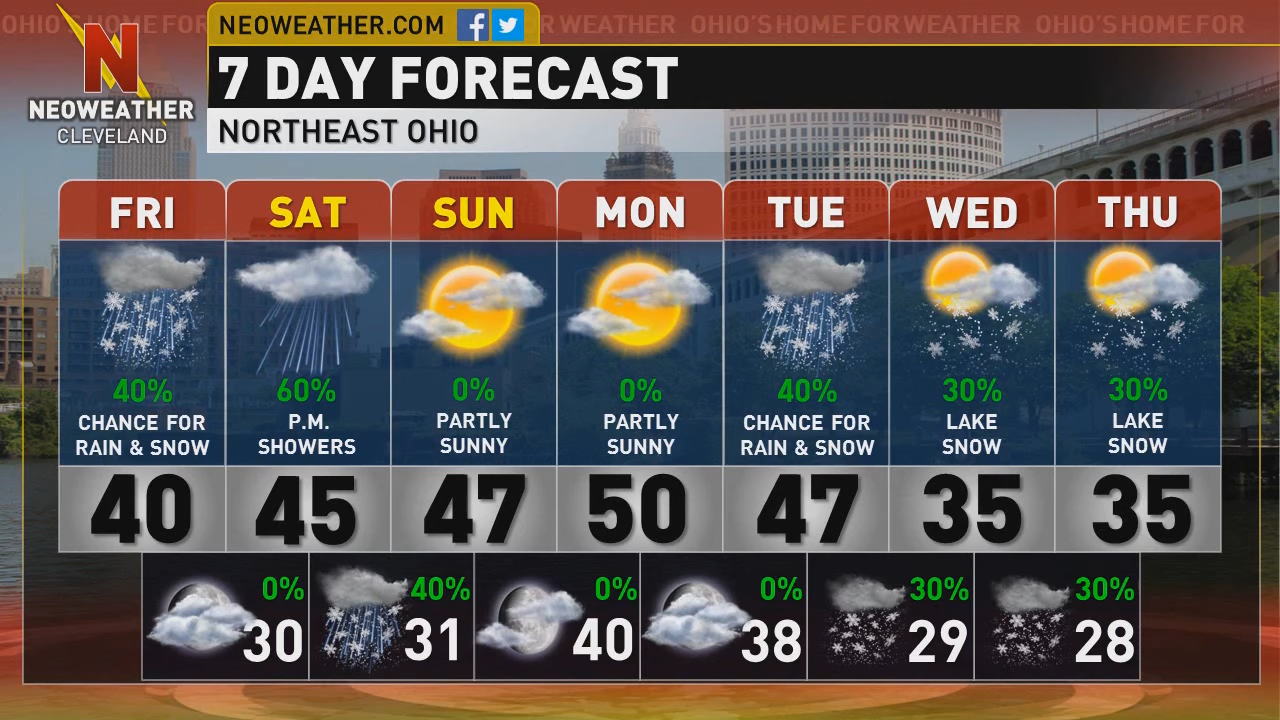 OHIO'S HOME FOR WEATHER OHIO'S HOME FOR WEATHER OHIO'S HOME FOR
NEOWEATHER.COM
N
NEOWEATHER
CLEVELAND
7 DAY FORECAST
NORTHEAST OHIO
FRI SAT SUN MON TUE WED THU
40% 60% 0% 0% 40% 30% 30%
CHANCE FOR P.M. PARTLY PARTLY CHANCE FOR LAKE LAKE
RAIN & SNOW SHOWERS SUNNY SUNNY RAIN & SNOW SNOW SNOW
40 45 47 50 47 35 35
0% 40% 0% 0% 30% 30%
30 31 40 38 29 28